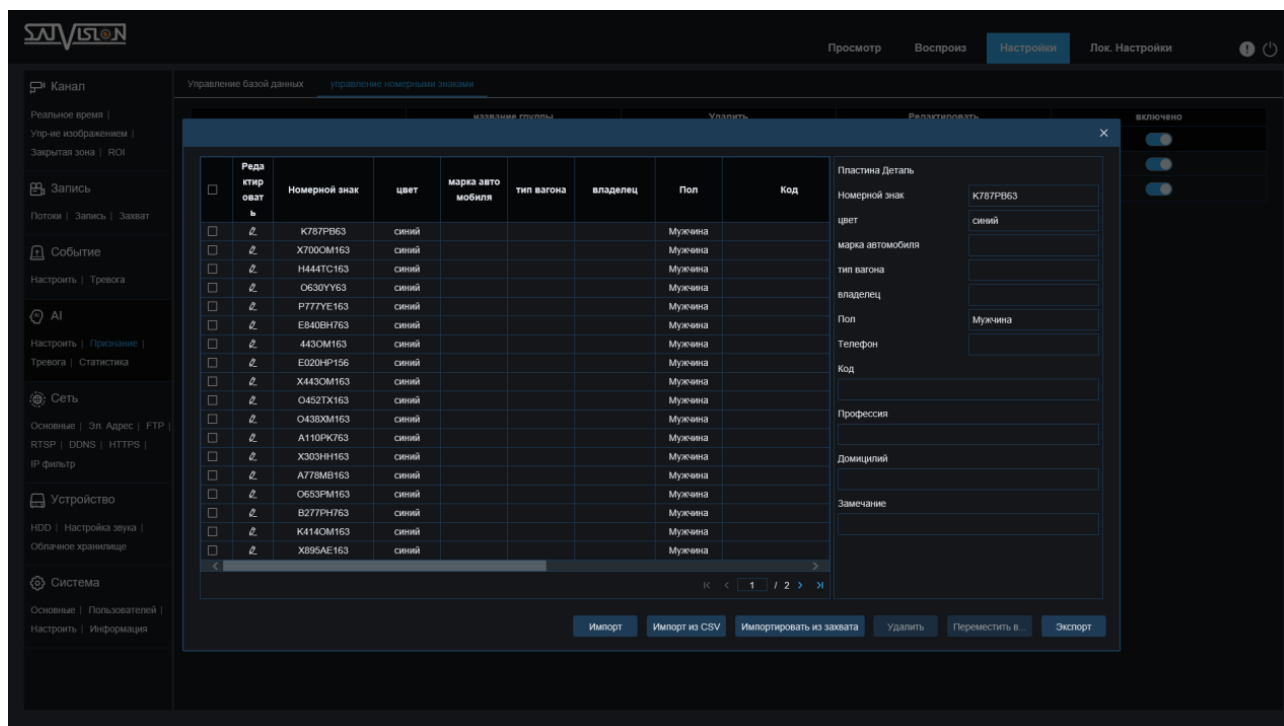 SATVISION
Просмотр Воспроиз Настройки Лок. Настройки
Канал
Реальное время |
Упр-ие изображением |
Закрытая зона | ROI
Запись
Потоки | Запись | Захват
Событие
Настроить | Тревога
AI
Настроить | Признание |
Тревога | Статистика
Сеть
Основные | Эл. Адрес | FTP |
RTSP | DDNS | HTTPS |
IP фильтр
Устройство
HDD | Настройка звука |
Облачное хранилище
Система
Основные | Пользователей |
Настроить | Информация
Управление базой данных управление номерными знаками
название группы Удалить Редактировать включено
Редактировать Номерной знак цвет марка автомобиля тип вагона владелец Пол Код
K787PB63 синий Мужчина
X700OM163 синий Мужчина
H444TC163 синий Мужчина
O630YY63 синий Мужчина
P777YE163 синий Мужчина
E840BH763 синий Мужчина
443OM163 синий Мужчина
E020HP156 синий Мужчина
X443OM163 синий Мужчина
O452TX163 синий Мужчина
O438XM163 синий Мужчина
A110PK763 синий Мужчина
X303HH163 синий Мужчина
A778MB163 синий Мужчина
O653PM163 синий Мужчина
B277PH763 синий Мужчина
K414OM163 синий Мужчина
X895AE163 синий Мужчина
1 / 2
Пластина Деталь
Номерной знак K787PB63
цвет синий
марка автомобиля
тип вагона
владелец
Пол Мужчина
Телефон
Код
Профессия
Домицилий
Замечание
Импорт Импорт из CSV Импортировать из захвата Удалить Переместить в... Экспорт